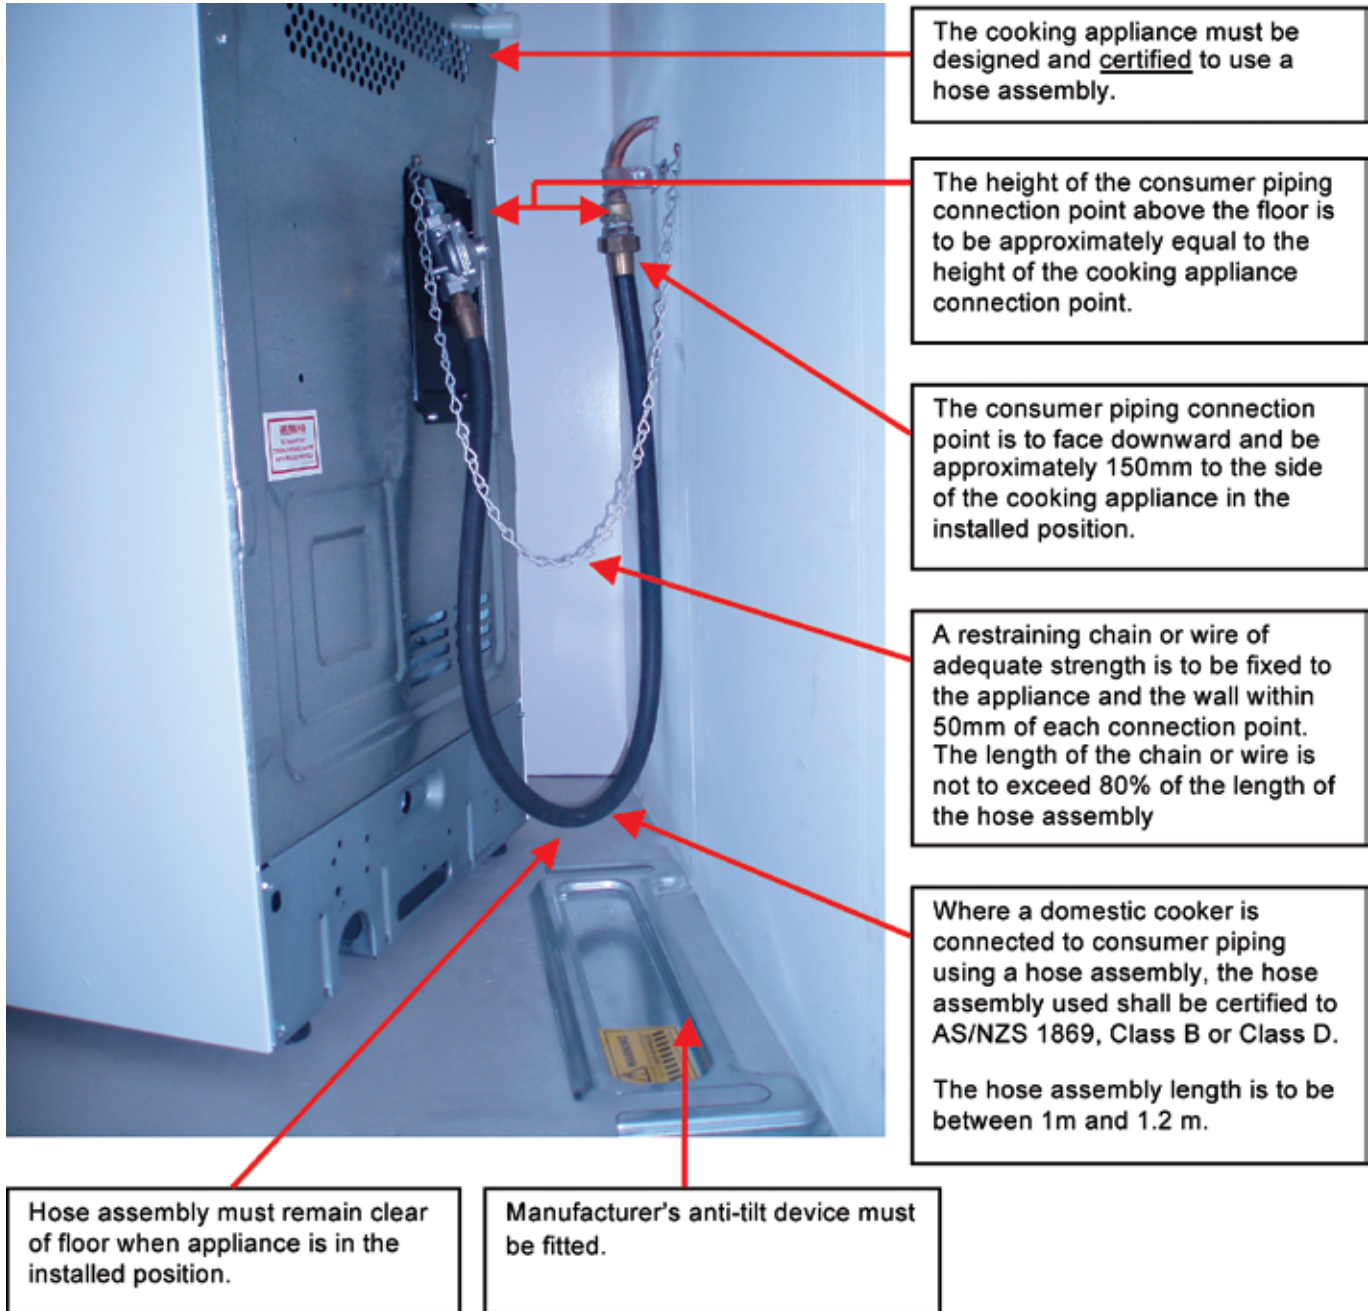 The cooking appliance must be
designed and certified to use a
hose assembly.
The height of the consumer piping
connection point above the floor is
to be approximately equal to the
height of the cooking appliance
connection point.
The consumer piping connection
point is to face downward and be
approximately 150mm to the side
of the cooking appliance in the
installed position.
A restraining chain or wire of
adequate strength is to be fixed to
the appliance and the wall within
50mm of each connection point.
The length of the chain or wire is
not to exceed 80% of the length of
the hose assembly
Where a domestic cooker is
connected to consumer piping
using a hose assembly, the hose
assembly used shall be certified to
AS/NZS 1869, Class B or Class D.
The hose assembly length is to be
between 1m and 1.2 m.
Hose assembly must remain clear
of floor when appliance is in the
installed position.
Manufacturer's anti-tilt device must
be fitted.
WARNING